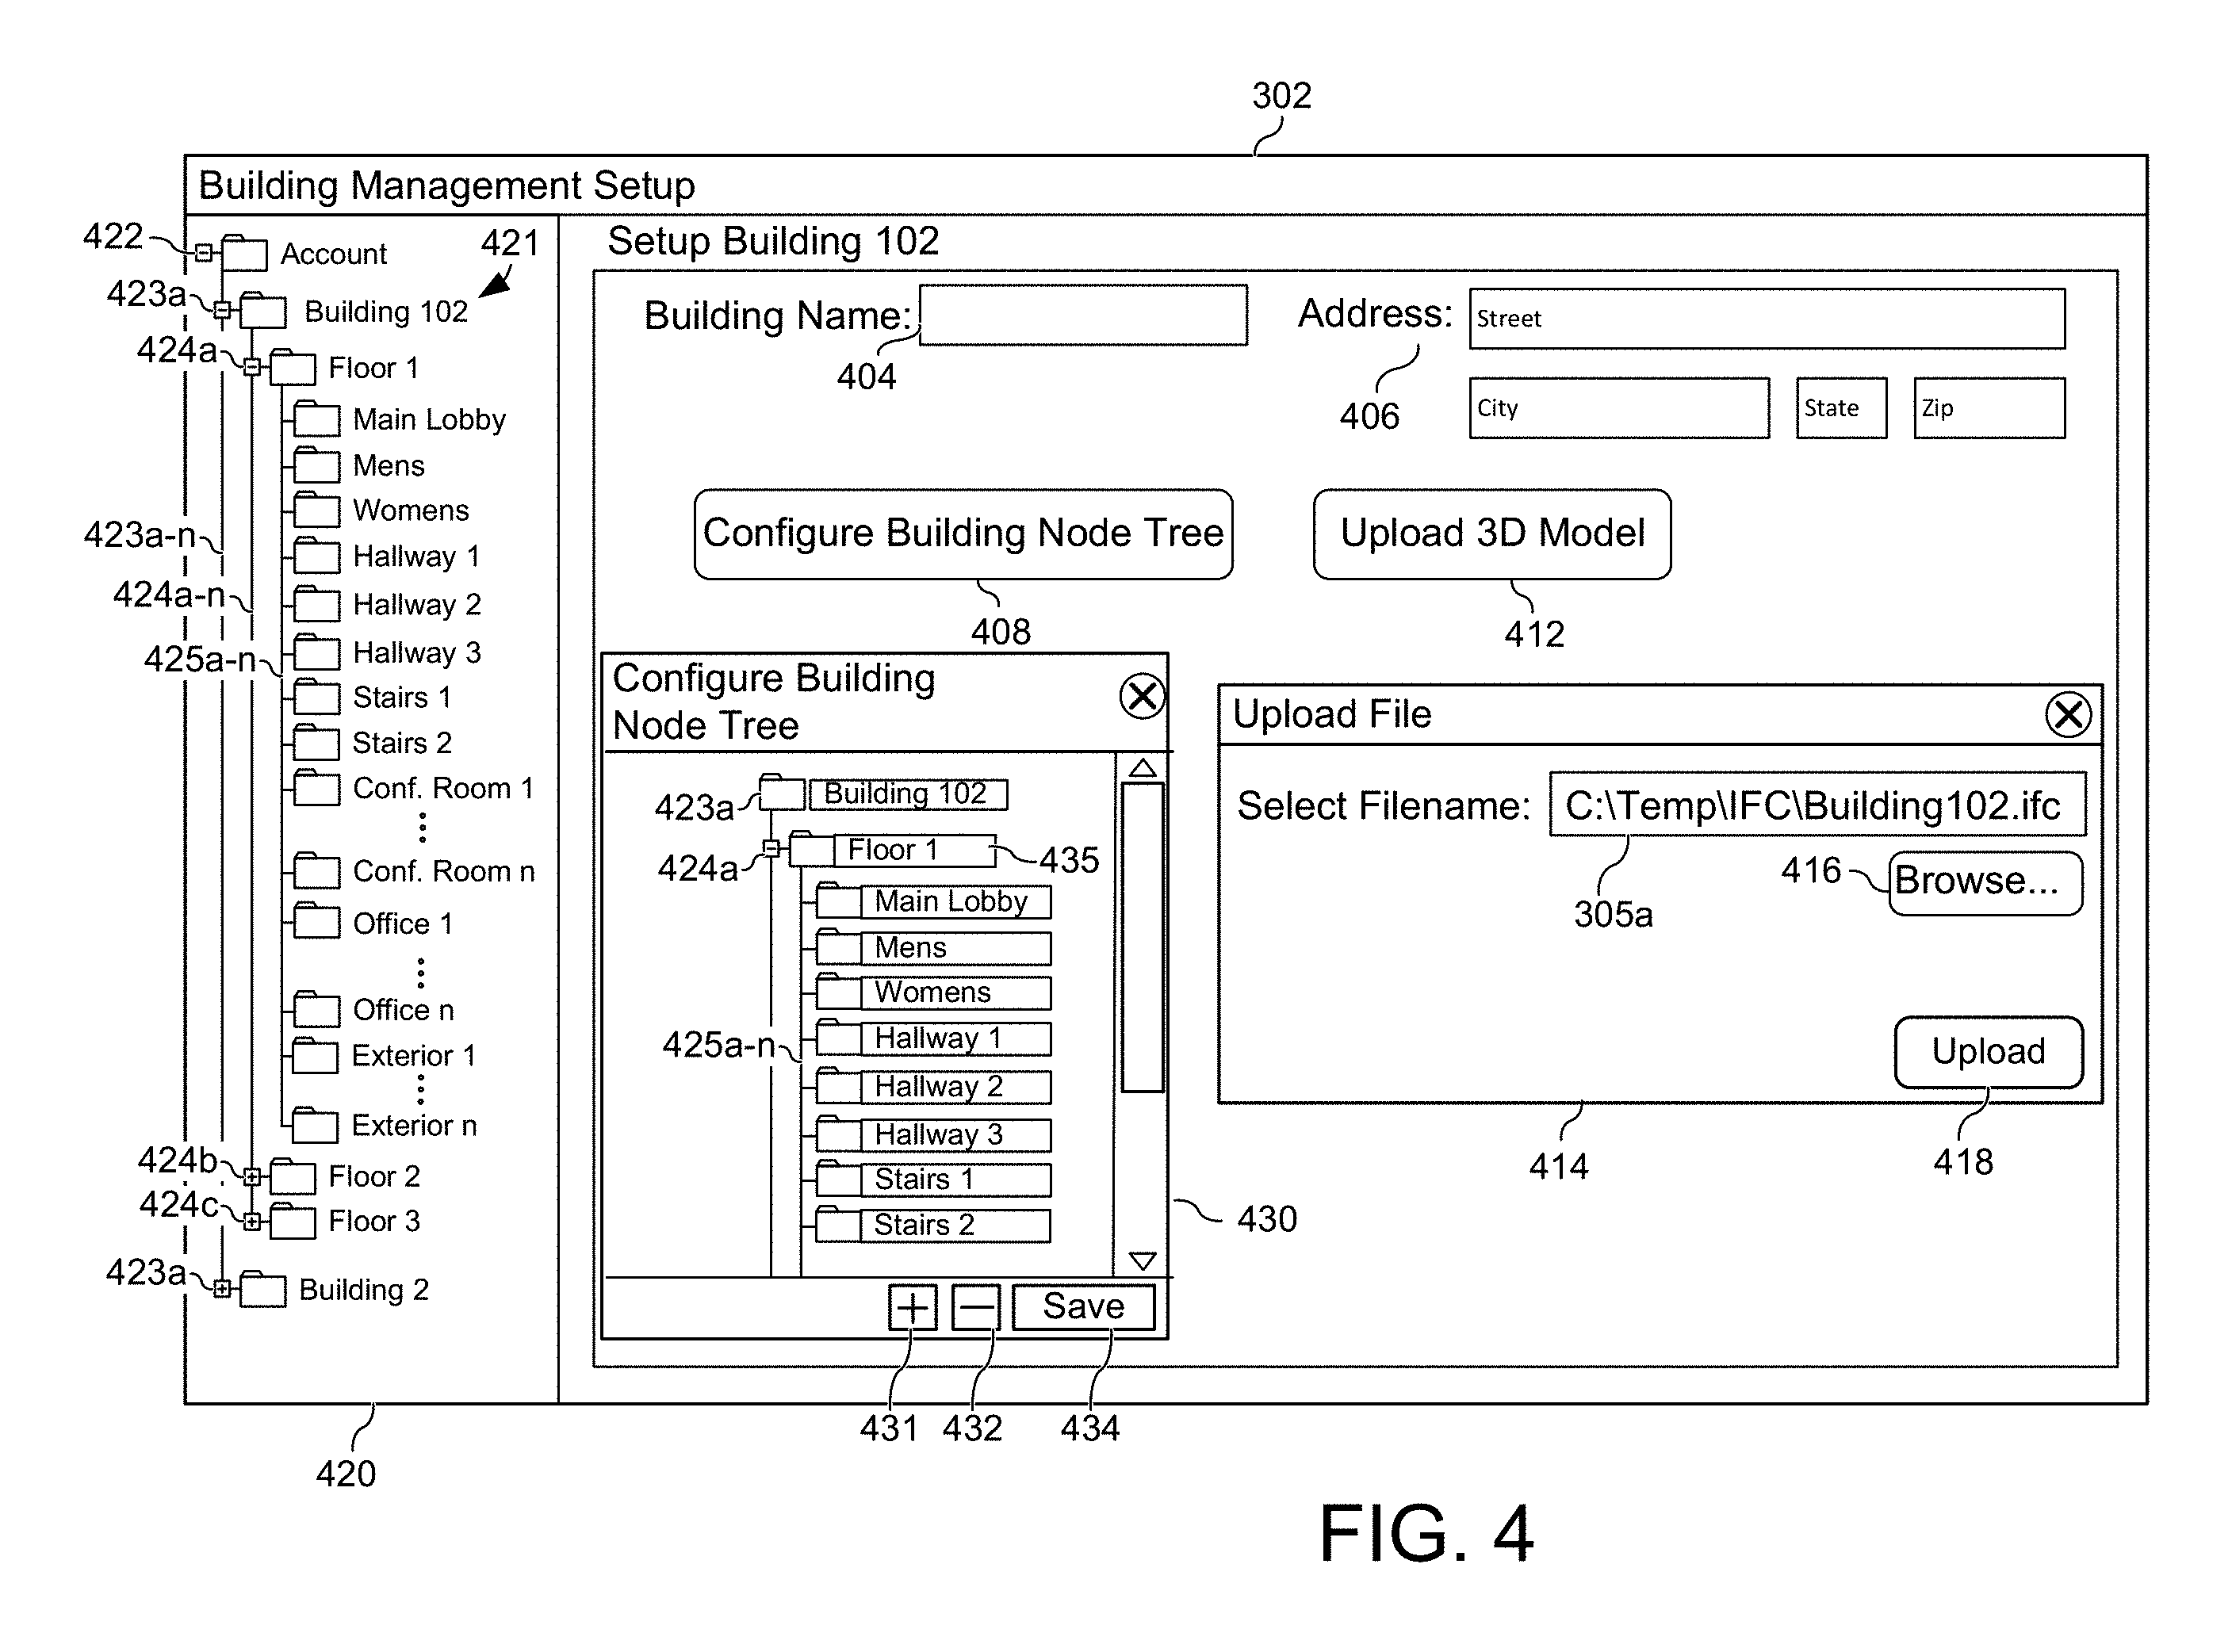 302
Building Management Setup
422
Account
421
423a
Building 102
424a
Floor 1
Main Lobby
Mens
Womens
423a-n
Hallway 1
424a-n
Hallway 2
425a-n
Hallway 3
Stairs 1
Stairs 2
Conf. Room 1
Conf. Room n
Office 1
Office n
Exterior 1
Exterior n
424b
Floor 2
424c
Floor 3
423a
Building 2
420
Setup Building 102
Building Name:
404
Address:
406
Street
City
State
Zip
Configure Building Node Tree
408
Upload 3D Model
412
Configure Building
Node Tree
423a
Building 102
424a
Floor 1
435
Main Lobby
Mens
Womens
425a-n
Hallway 1
Hallway 2
Hallway 3
Stairs 1
Stairs 2
430
Save
431
432
434
Upload File
Select Filename:
C:\Temp\IFC\Building102.ifc
305a
416
Browse...
Upload
414
418
FIG. 4